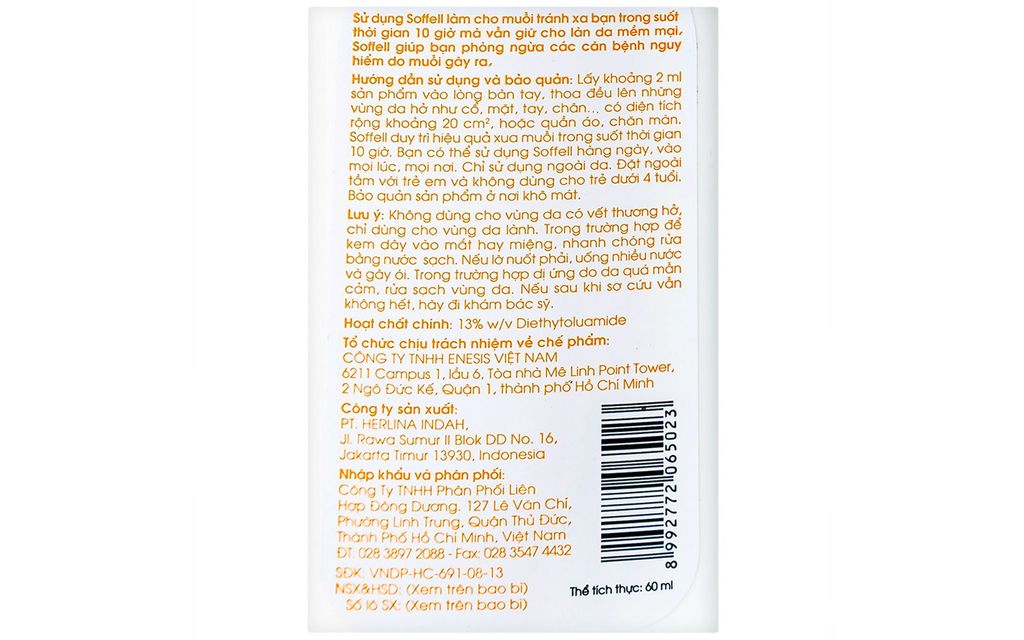 Sử dụng Soffell làm cho muỗi tránh xa bạn trong suốt
thời gian 10 giờ mà vẫn giữ cho làn da mềm mại,
Soffell giúp bạn phòng ngừa các căn bệnh nguy
hiểm do muỗi gây ra,
Hướng dẫn sử dụng và bảo quản: Lấy khoảng 2 ml
sản phẩm vào lòng bàn tay, thoa đều lên những
vùng da hở như cổ, mặt, tay, chân... có diện tích
rộng khoảng 20 cm², hoặc quần áo, chăn màn.
Soffell duy trì hiệu quả xua muỗi trong suốt thời gian
10 giờ. Bạn có thể sử dụng Soffell hàng ngày, vào
mọi lúc, mọi nơi. Chỉ sử dụng ngoài da. Đặt ngoài
tầm với trẻ em và không dùng cho trẻ dưới 4 tuổi.
Bảo quản sản phẩm ở nơi khô mát.
Lưu ý: Không dùng cho vùng da có vết thương hở,
chỉ dùng cho vùng da lành. Trong trường hợp để
kem dây vào mắt hay miệng, nhanh chóng rửa
bằng nước sạch. Nếu lỡ nuốt phải, uống nhiều nước
và gây ói. Trong trường hợp dị ứng do da quá mẫn
cảm, rửa sạch vùng da. Nếu sau khi sơ cứu vẫn
không hết, hãy đi khám bác sỹ.
Hoạt chất chính: 13% w/v Diethytoluamide
Tổ chức chịu trách nhiệm về chế phẩm:
CÔNG TY TNHH ENESIS VIỆT NAM
6211 Campus 1, lầu 6, Tòa nhà Mê Linh Point Tower,
2 Ngô Đức Kế, Quận 1, thành phố Hồ Chí Minh
Công ty sản xuất:
PT. HERLINA INDAH,
Jl. Rawa Sumur II Blok DD No. 16,
Jakarta Timur 13930, Indonesia
Nhập khẩu và phân phối:
Công Ty TNHH Phân Phối Liên
Hợp Đông Dương. 127 Lê Văn Chí,
Phường Linh Trung, Quận Thủ Đức,
Thành Phố Hồ Chí Minh, Việt Nam
ĐT: 028 3897 2088 - Fax: 028 3547 4432
SĐK: VNDP-HC-691-08-13
NSX&HSD: (Xem trên bao bì)
Số lô SX: (Xem trên bao bì)
8992772065023
Thể tích thực: 60 ml